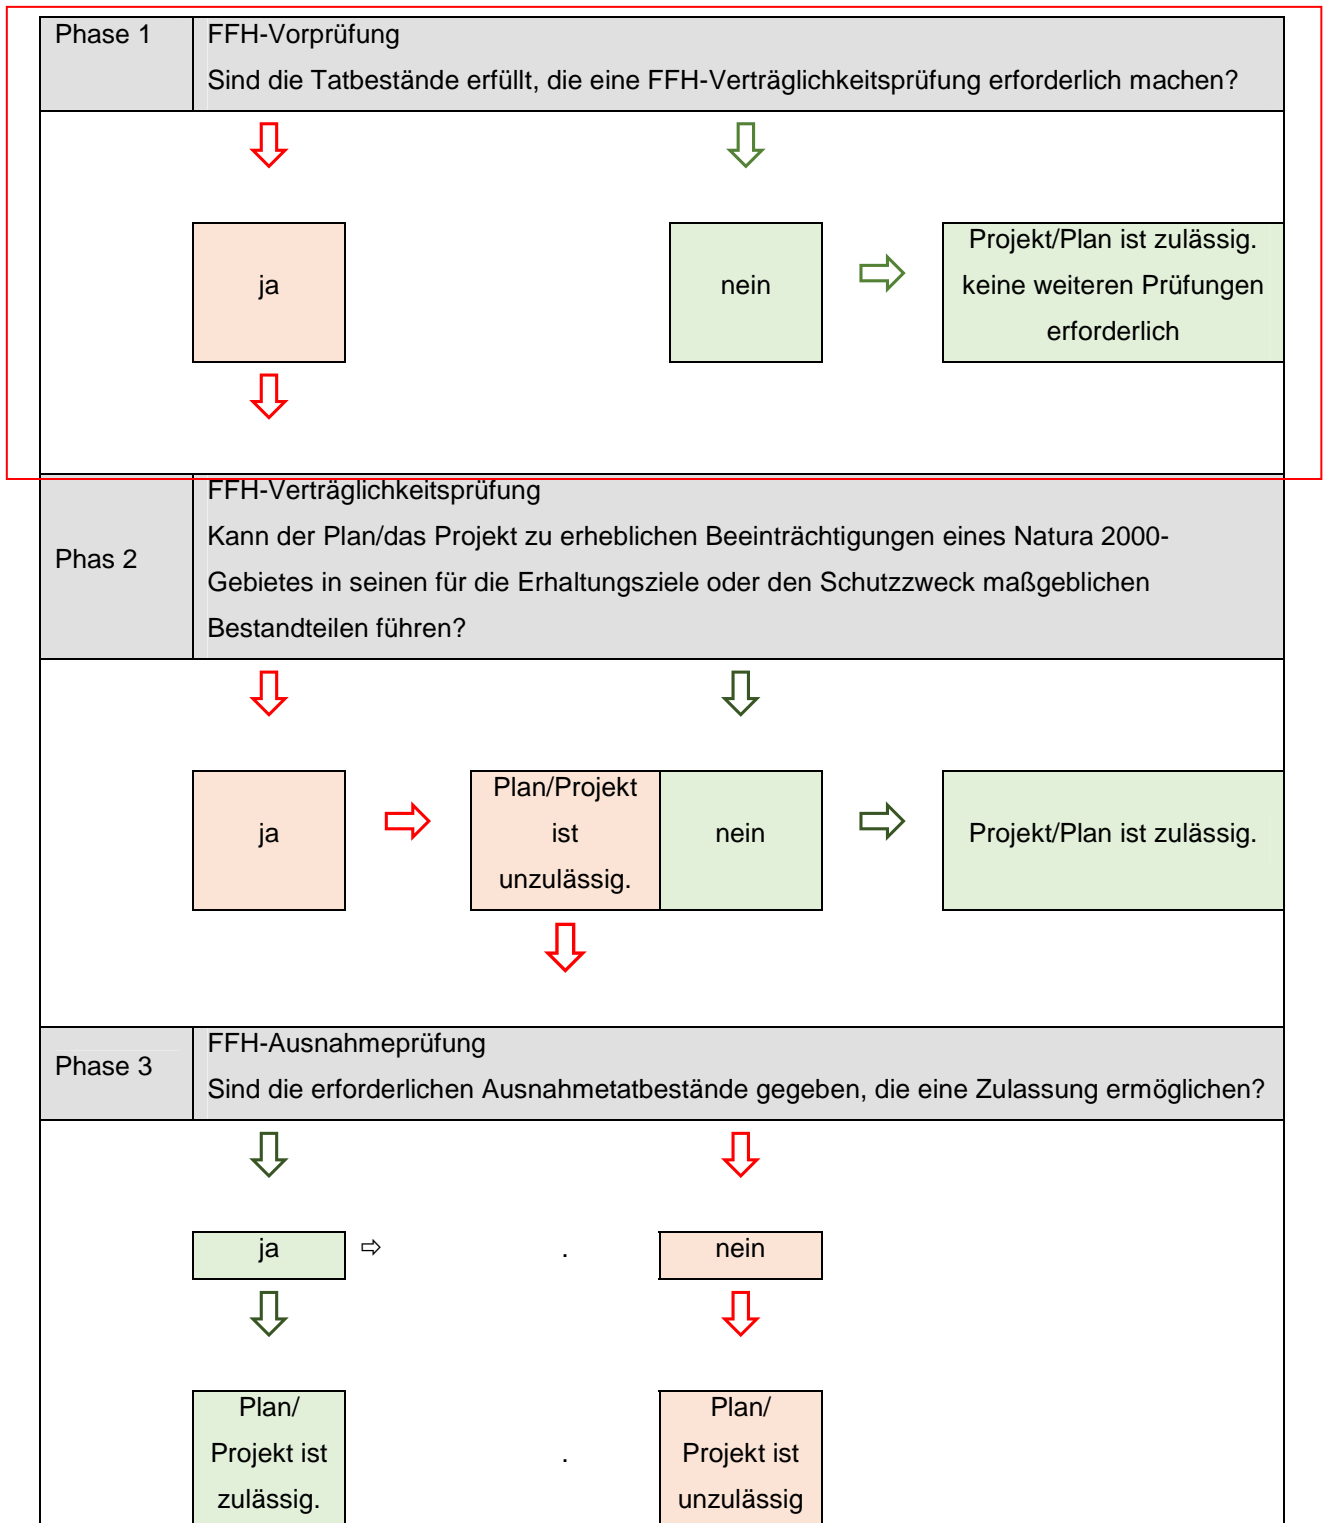 Phase 1
FFH-Vorprüfung
Sind die Tatbestände erfüllt, die eine FFH-Verträglichkeitsprüfung erforderlich machen?
ja
nein
Projekt/Plan ist zulässig.
keine weiteren Prüfungen
erforderlich
Phas 2
FFH-Verträglichkeitsprüfung
Kann der Plan/das Projekt zu erheblichen Beeinträchtigungen eines Natura 2000-
Gebietes in seinen für die Erhaltungsziele oder den Schutzzweck maßgeblichen
Bestandteilen führen?
ja
Plan/Projekt
ist
unzulässig.
nein
Projekt/Plan ist zulässig.
Phase 3
FFH-Ausnahmeprüfung
Sind die erforderlichen Ausnahmetatbestände gegeben, die eine Zulassung ermöglichen?
ja
.
nein
Plan/
Projekt ist
zulässig.
.
Plan/
Projekt ist
unzulässig